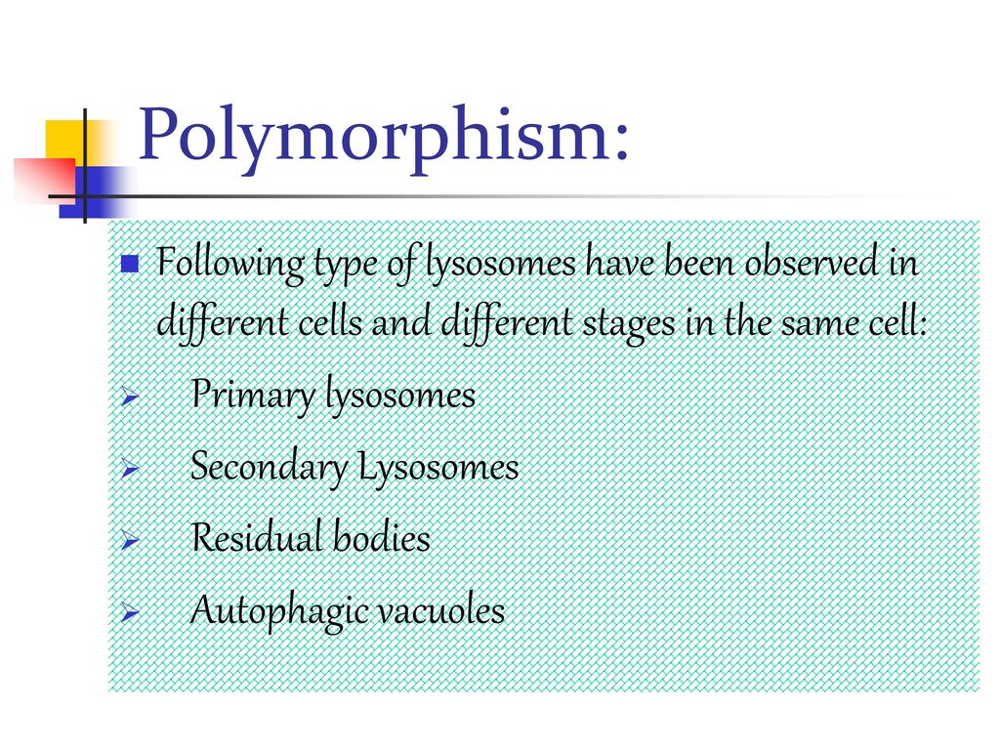 Polymorphism:
Following type of lysosomes have been observed in
different cells and different stages in the same cell:
Primary lysosomes
Secondary Lysosomes
Residual bodies
Autophagic vacuoles